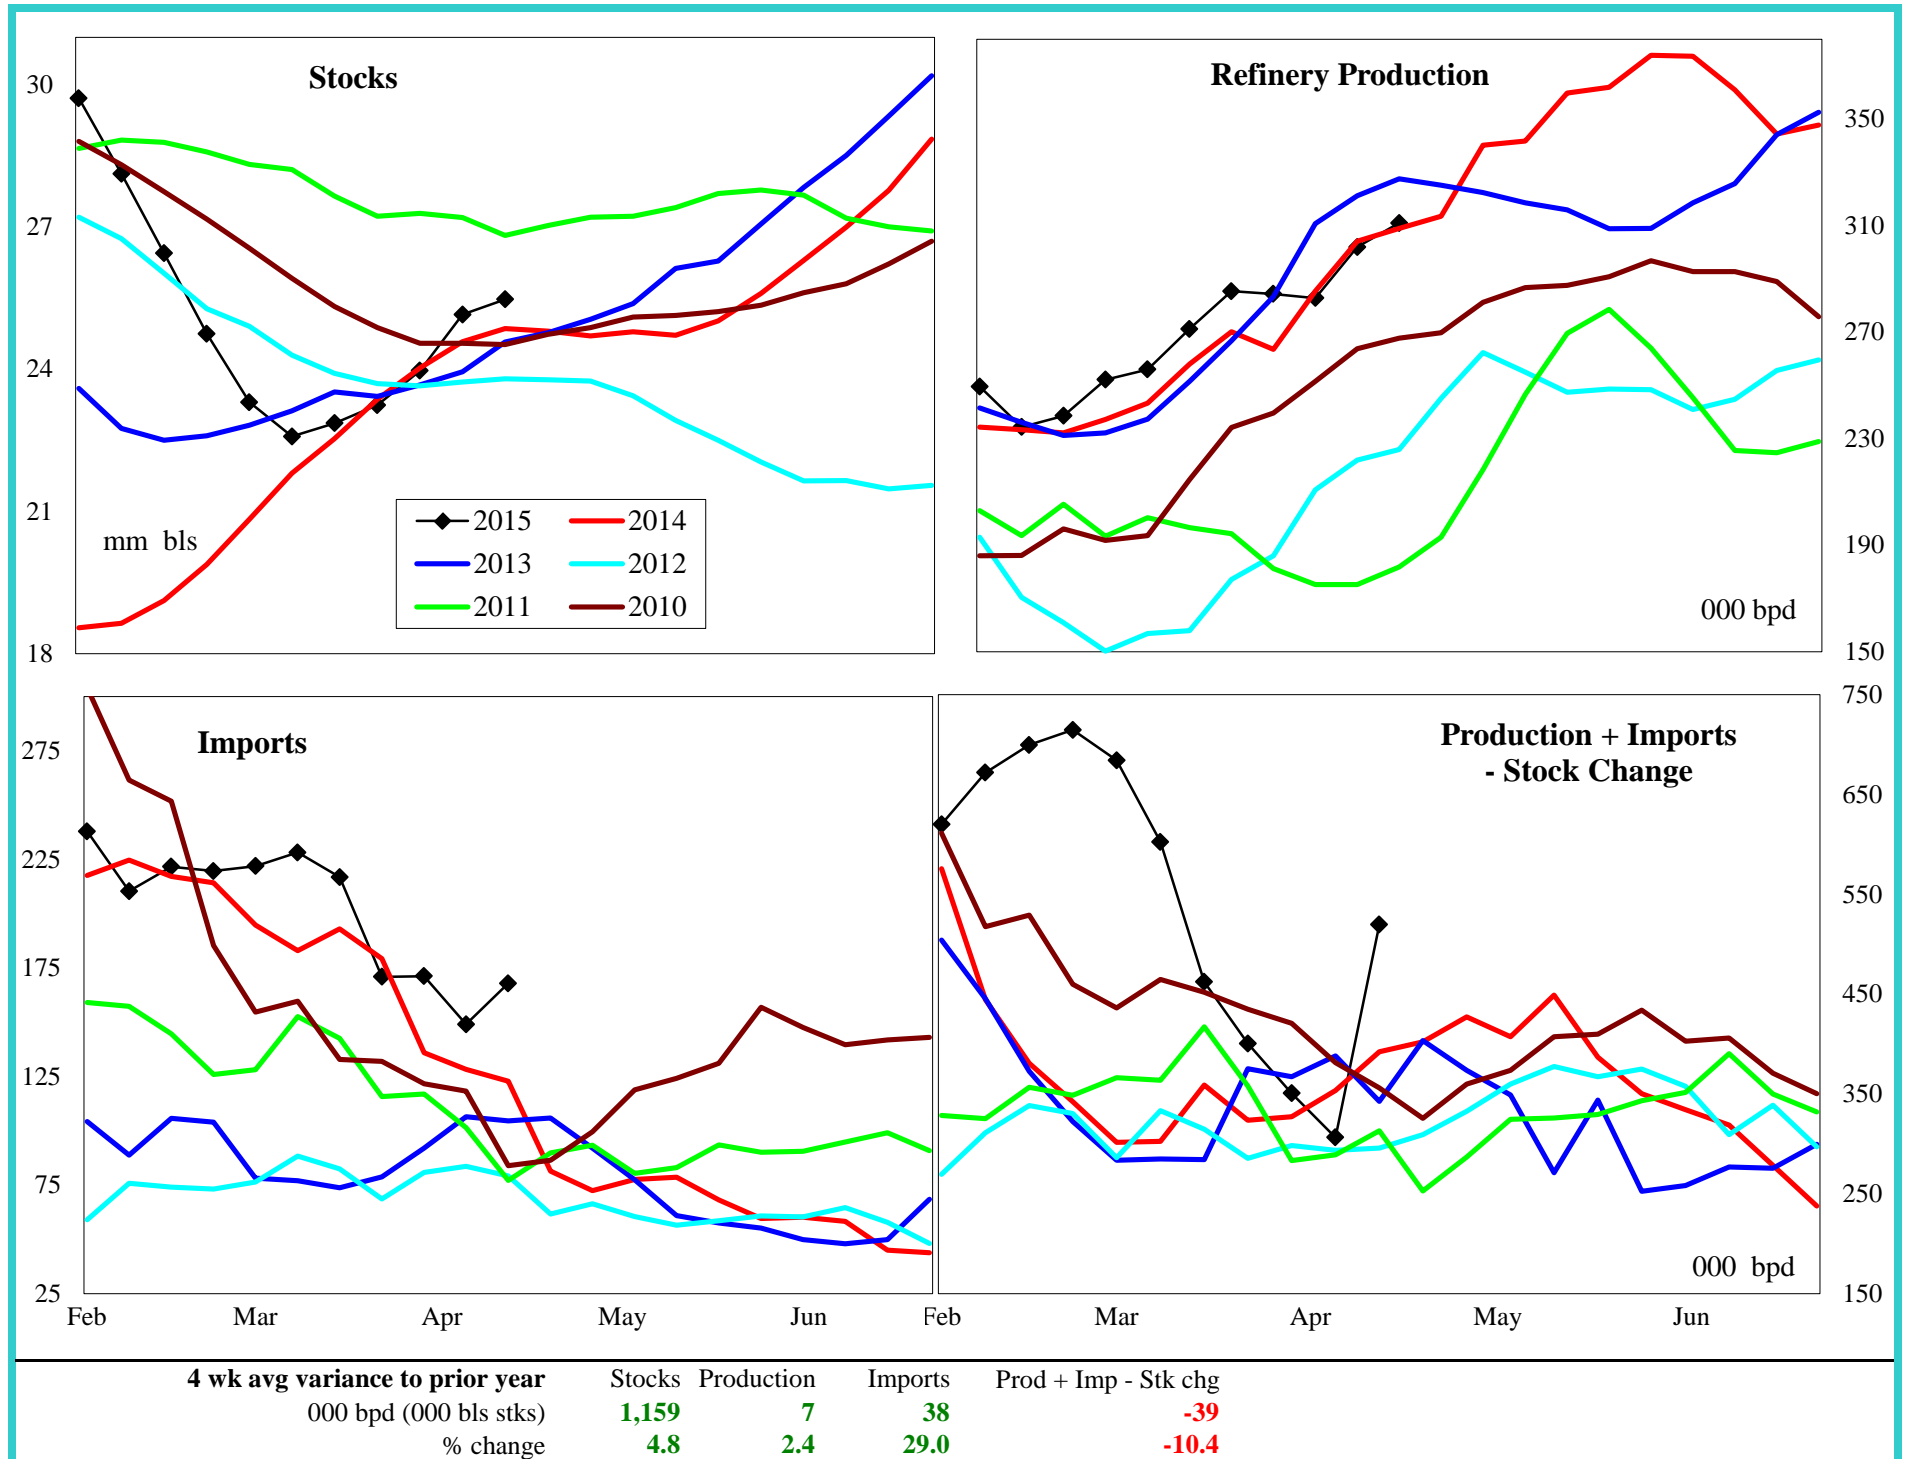 Stocks
30
27
24
21
18
mm bls
2015
2014
2013
2012
2011
2010
Refinery Production
350
310
270
230
190
150
000 bpd
Imports
275
225
175
125
75
25
Feb
Mar
Apr
May
Jun
Production + Imports
- Stock Change
750
650
550
450
350
250
150
000 bpd
Feb
Mar
Apr
May
Jun
4 wk avg variance to prior year Stocks Production Imports Prod + Imp - Stk chg
000 bpd (000 bls stks) 1,159 7 38 -39
% change 4.8 2.4 29.0 -10.4